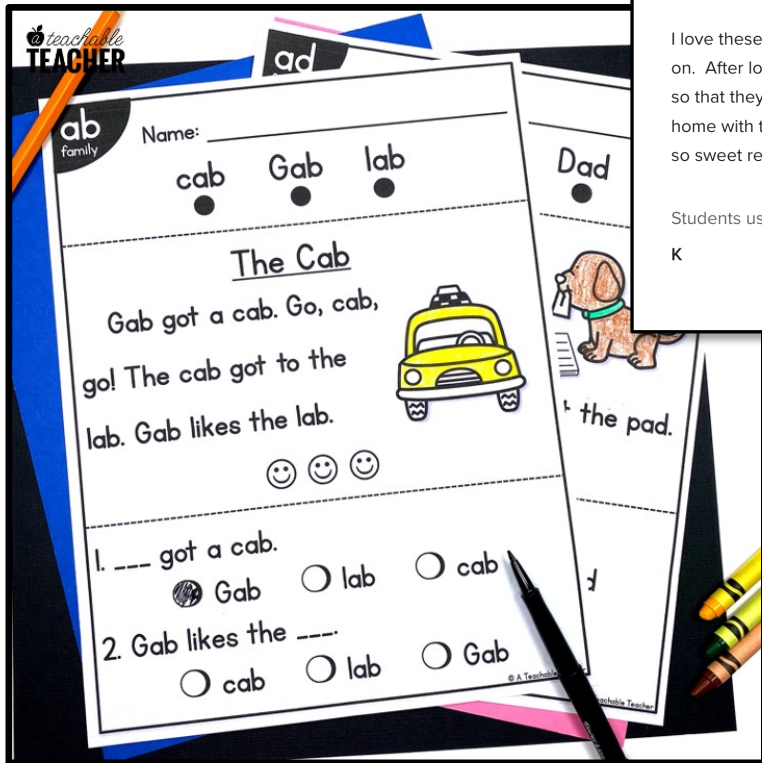 a teachable
TEACHER
ab
family
Name:
cab Gab lab
The Cab
Gab got a cab. Go, cab,
go! The cab got to the
lab. Gab likes the lab.
1. ___ got a cab.
Gab lab cab
2. Gab likes the ___.
cab lab Gab
© A Teachable
ad
Dad
the pad.
Teachable Teacher
I love these
on. After lo
so that they
home with t
so sweet re
Students us
K